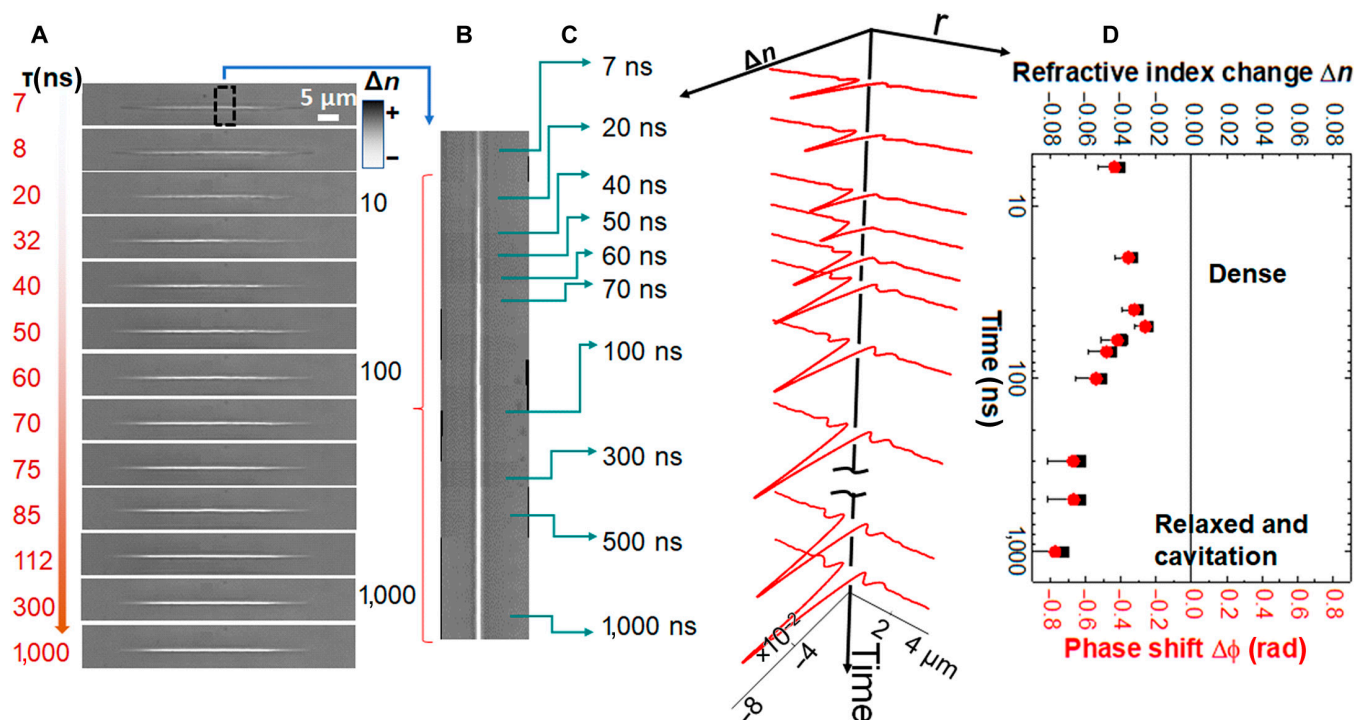 A
B
C
D
τ(ns)
7
8
20
32
40
50
60
70
75
85
112
300
1,000
5 μm
Δn
+
−
10
100
1,000
7 ns
20 ns
40 ns
50 ns
60 ns
70 ns
100 ns
300 ns
500 ns
1,000 ns
Δn
r
×10⁻²
−4
−8
2
4 μm
Time
Refractive index change Δn
-0.08
-0.06
-0.04
-0.02
0.00
0.02
0.04
0.06
0.08
Time (ns)
10
100
1,000
Dense
Relaxed and
cavitation
-0.8
-0.6
-0.4
-0.2
0.0
0.2
0.4
0.6
0.8
Phase shift Δϕ (rad)